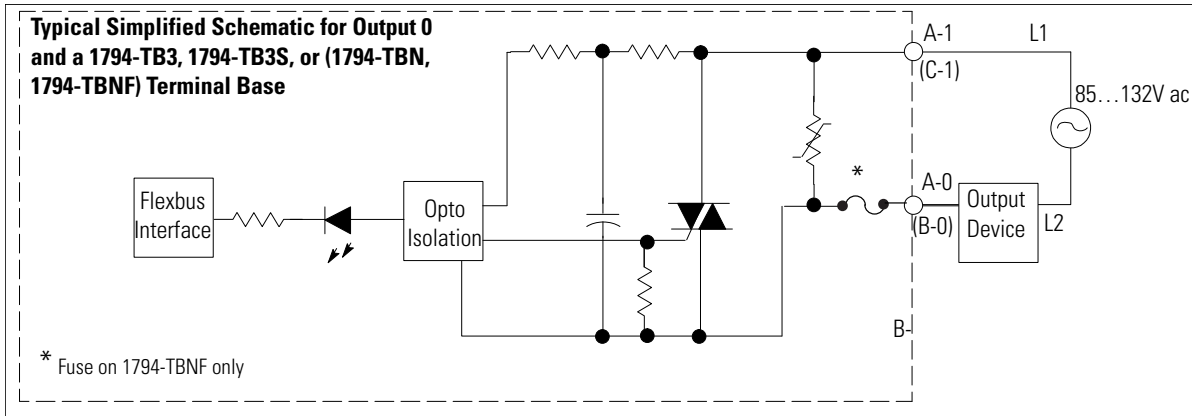 Typical Simplified Schematic for Output 0
and a 1794-TB3, 1794-TB3S, or (1794-TBN,
1794-TBNF) Terminal Base
A-1
L1
(C-1)
85…132V ac
*
Flexbus
Interface
Opto
Isolation
A-0
(B-0)
Output
Device
L2
B-
* Fuse on 1794-TBNF only